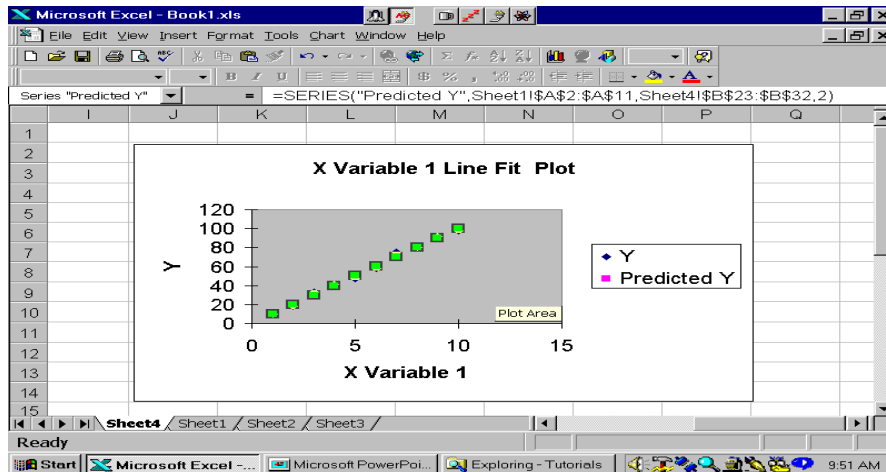 Microsoft Excel - Book1.xls
File Edit View Insert Format Tools Chart Window Help
B I U
Series "Predicted Y" = =SERIES("Predicted Y",Sheet1!$A$2:$A$11,Sheet4!$B$23:$B$32,2)
I J K L M N O P Q
1
2
3
4
5
6
7
8
9
10
11
12
13
14
15
X Variable 1 Line Fit Plot
Y
120
100
80
60
40
20
0
0 5 10 15
X Variable 1
Plot Area
Y
Predicted Y
Sheet4 Sheet1 Sheet2 Sheet3
Ready
Start Microsoft Excel -... Microsoft PowerPoi... Exploring - Tutorials 9:51 AM